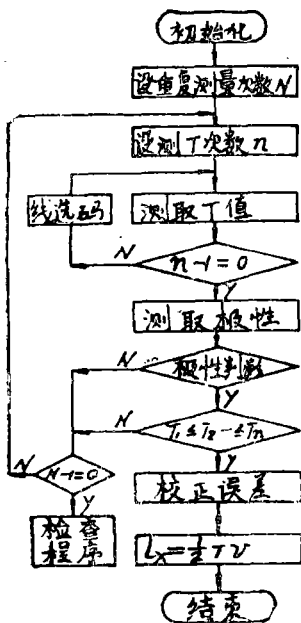 初始化
设重复测量次数N
设测T次数n
线选码
测取T值
N
n-1=0
Y
测取极性
N
极性判断
Y
N
T₁≤T₂-≤Tn
Y
N-1=0
校正误差
Y
检查
程序
Lx=½TV
结束